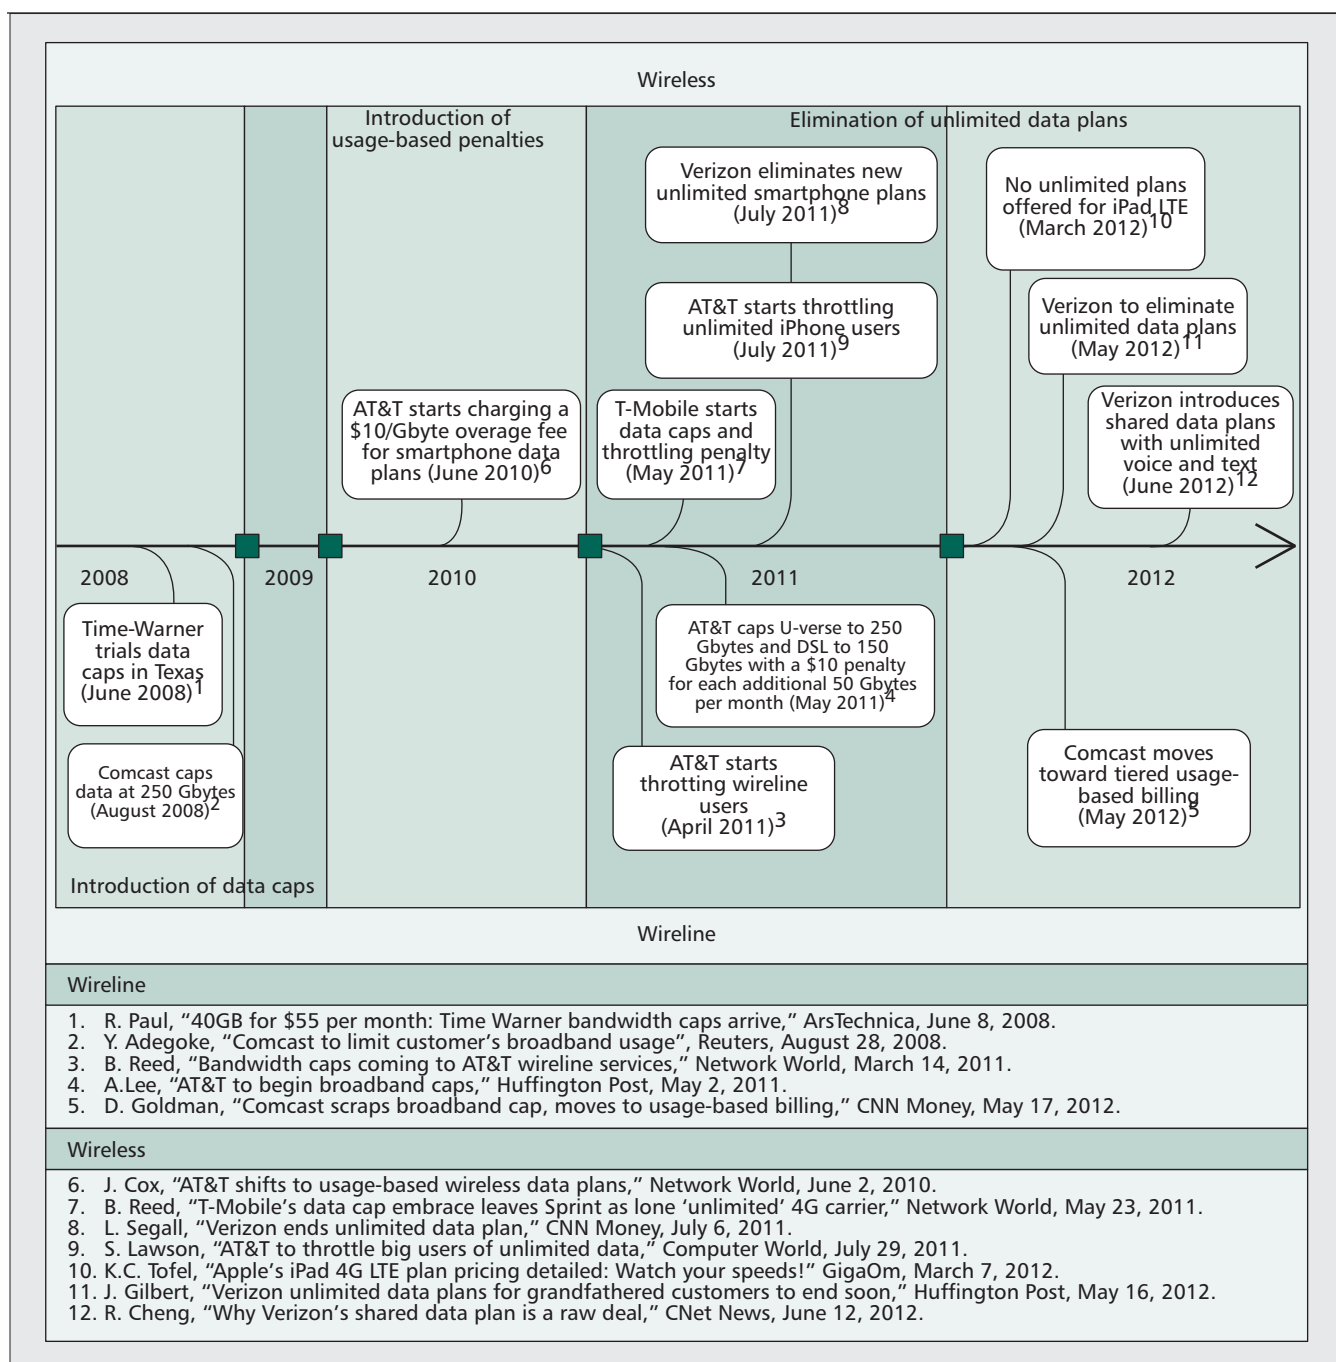 Wireless
Introduction of
usage-based penalties
Elimination of unlimited data plans
Verizon eliminates new
unlimited smartphone plans
(July 2011)8
No unlimited plans
offered for iPad LTE
(March 2012)10
AT&T starts throttling
unlimited iPhone users
(July 2011)9
Verizon to eliminate
unlimited data plans
(May 2012)11
AT&T starts charging a
$10/Gbyte overage fee
for smartphone data
plans (June 2010)6
T-Mobile starts
data caps and
throttling penalty
(May 2011)7
Verizon introduces
shared data plans
with unlimited
voice and text
(June 2012)12
2008
2009
2010
2011
2012
Time-Warner
trials data
caps in Texas
(June 2008)1
AT&T caps U-verse to 250
Gbytes and DSL to 150
Gbytes with a $10 penalty
for each additional 50 Gbytes
per month (May 2011)4
Comcast caps
data at 250 Gbytes
(August 2008)2
AT&T starts
throtting wireline
users
(April 2011)3
Comcast moves
toward tiered usage-
based billing
(May 2012)5
Introduction of data caps
Wireline
Wireline
1. R. Paul, “40GB for $55 per month: Time Warner bandwidth caps arrive,” ArsTechnica, June 8, 2008.
2. Y. Adegoke, “Comcast to limit customer’s broadband usage”, Reuters, August 28, 2008.
3. B. Reed, “Bandwidth caps coming to AT&T wireline services,” Network World, March 14, 2011.
4. A.Lee, “AT&T to begin broadband caps,” Huffington Post, May 2, 2011.
5. D. Goldman, “Comcast scraps broadband cap, moves to usage-based billing,” CNN Money, May 17, 2012.
Wireless
6. J. Cox, “AT&T shifts to usage-based wireless data plans,” Network World, June 2, 2010.
7. B. Reed, “T-Mobile’s data cap embrace leaves Sprint as lone ‘unlimited’ 4G carrier,” Network World, May 23, 2011.
8. L. Segall, “Verizon ends unlimited data plan,” CNN Money, July 6, 2011.
9. S. Lawson, “AT&T to throttle big users of unlimited data,” Computer World, July 29, 2011.
10. K.C. Tofel, “Apple’s iPad 4G LTE plan pricing detailed: Watch your speeds!” GigaOm, March 7, 2012.
11. J. Gilbert, “Verizon unlimited data plans for grandfathered customers to end soon,” Huffington Post, May 16, 2012.
12. R. Cheng, “Why Verizon’s shared data plan is a raw deal,” CNet News, June 12, 2012.